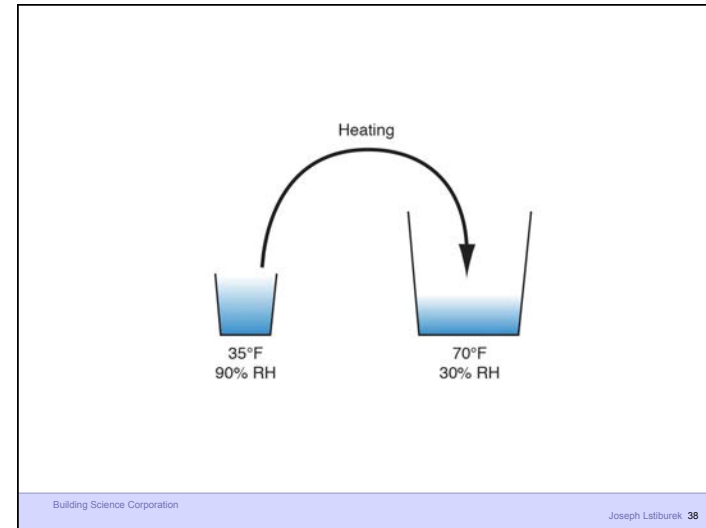 Heating
35°F
90% RH
70°F
30% RH
Building Science Corporation
Joseph Lstiburek 38